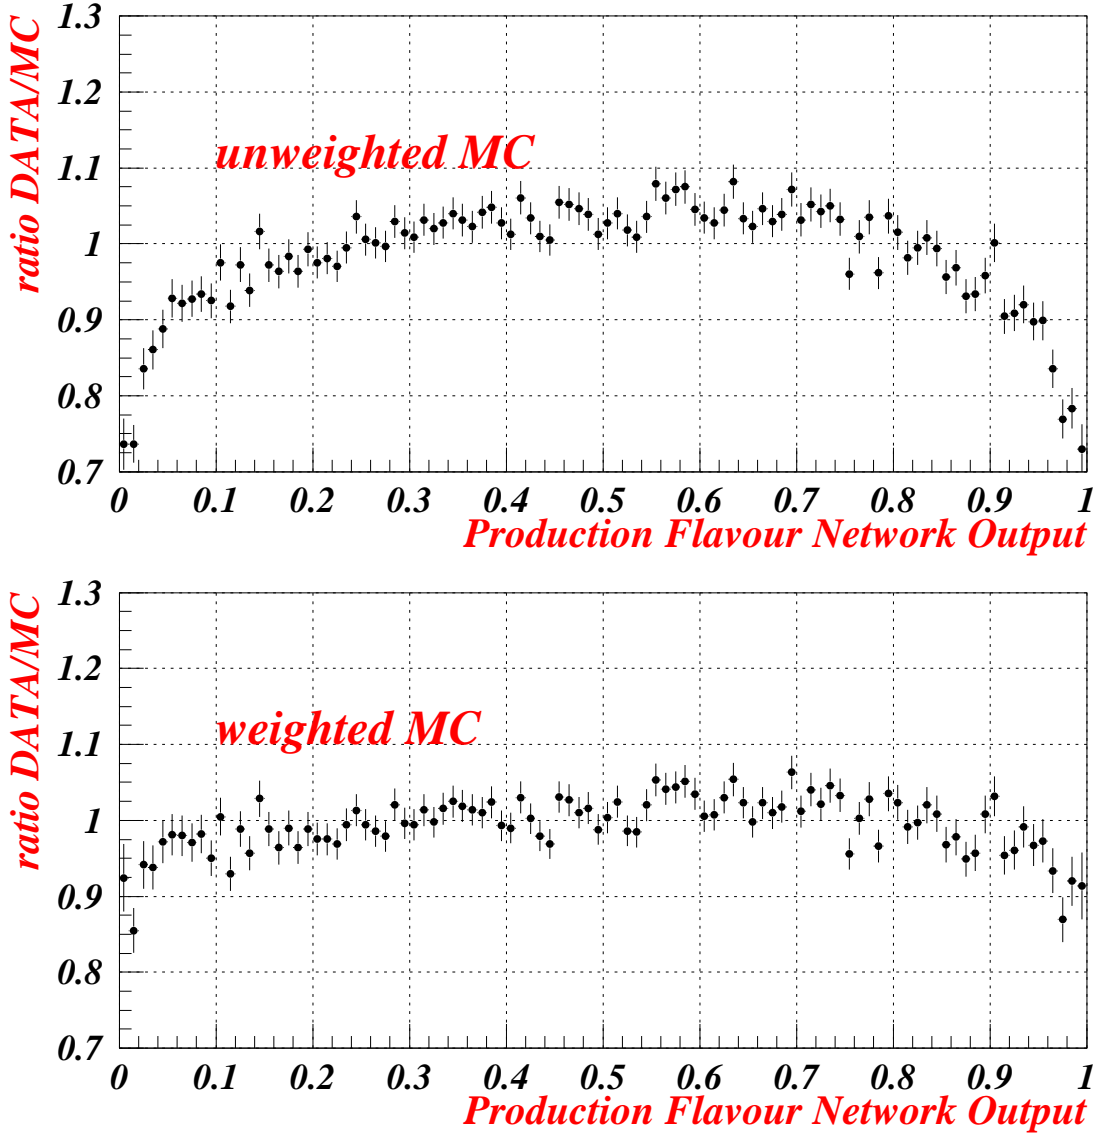 ratio DATA/MC
1.3
1.2
1.1
1
0.9
0.8
0.7
unweighted MC
0 0.1 0.2 0.3 0.4 0.5 0.6 0.7 0.8 0.9 1
Production Flavour Network Output
ratio DATA/MC
1.3
1.2
1.1
1
0.9
0.8
0.7
weighted MC
0 0.1 0.2 0.3 0.4 0.5 0.6 0.7 0.8 0.9 1
Production Flavour Network Output